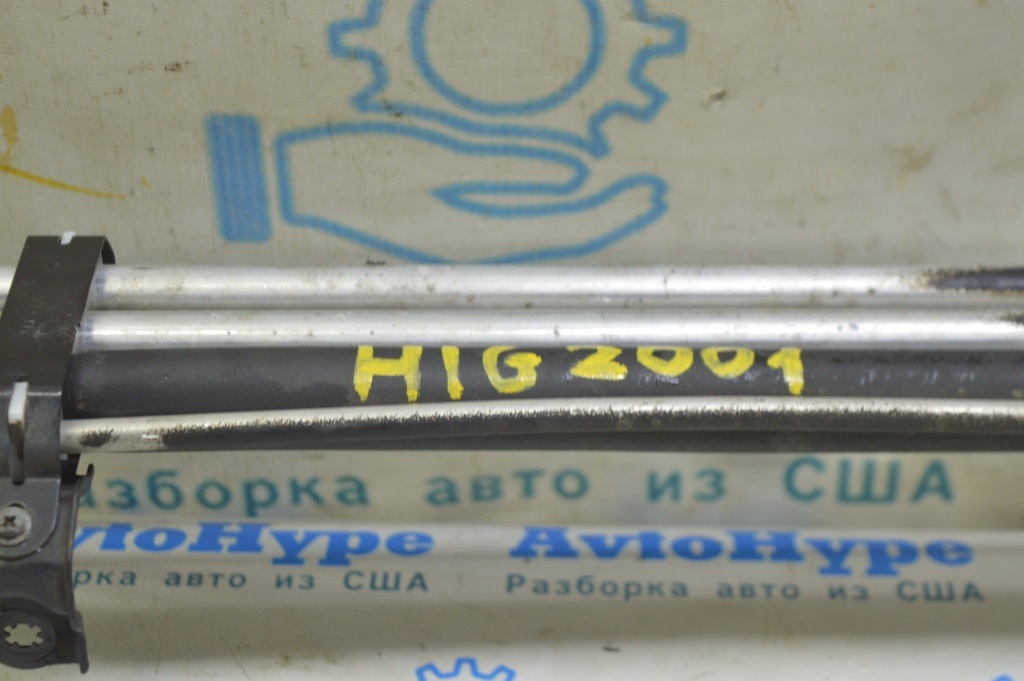 HIG2001
Разборка авто из США
AvtoHype AvtoHype
рка авто из США Разборка авто из США